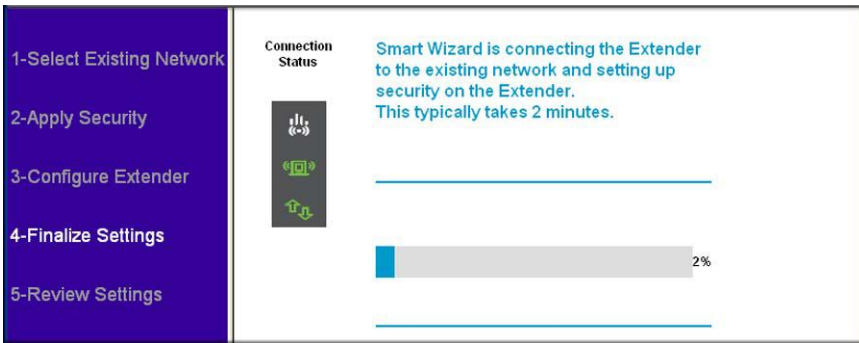 1-Select Existing Network
2-Apply Security
3-Configure Extender
4-Finalize Settings
5-Review Settings
Connection
Status
Smart Wizard is connecting the Extender
to the existing network and setting up
security on the Extender.
This typically takes 2 minutes.
2%